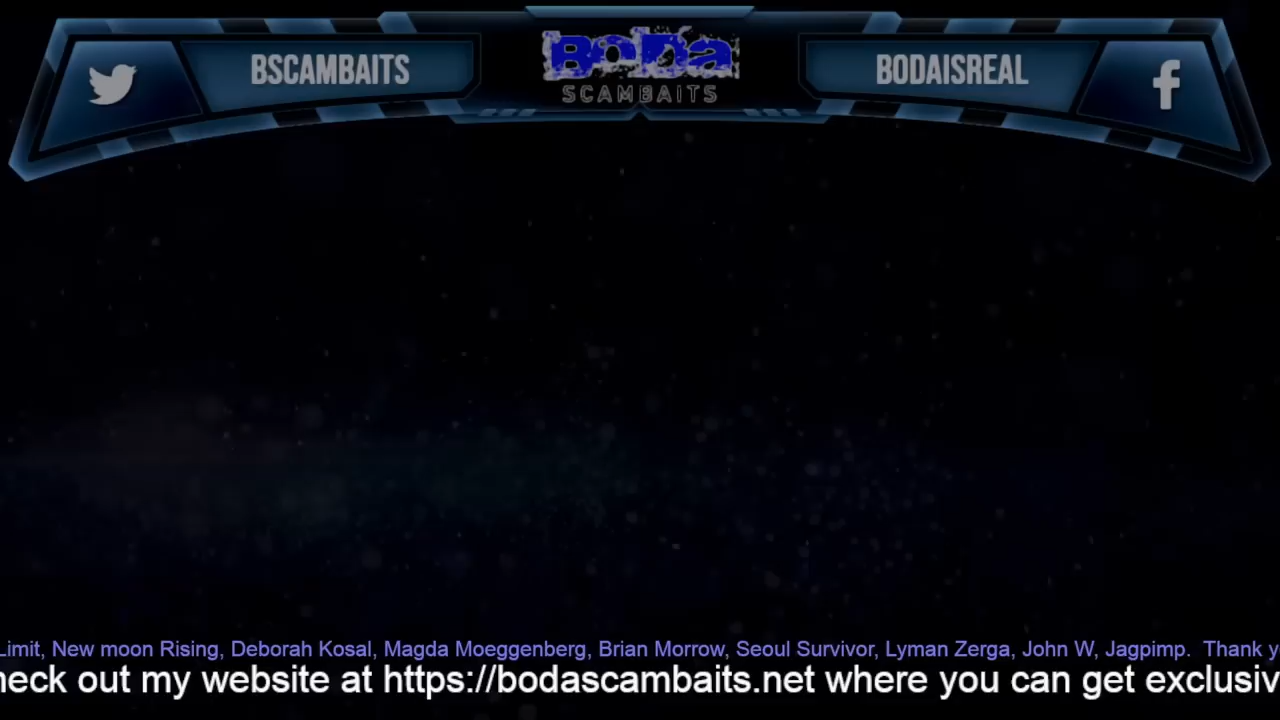 BSCAMBAITS
BoDa
SCAMBAITS
BODAISREAL
Limit, New moon Rising, Deborah Kosal, Magda Moeggenberg, Brian Morrow, Seoul Survivor, Lyman Zerga, John W, Jagpimp. Thank y
heck out my website at https://bodascambaits.net where you can get exclusiv